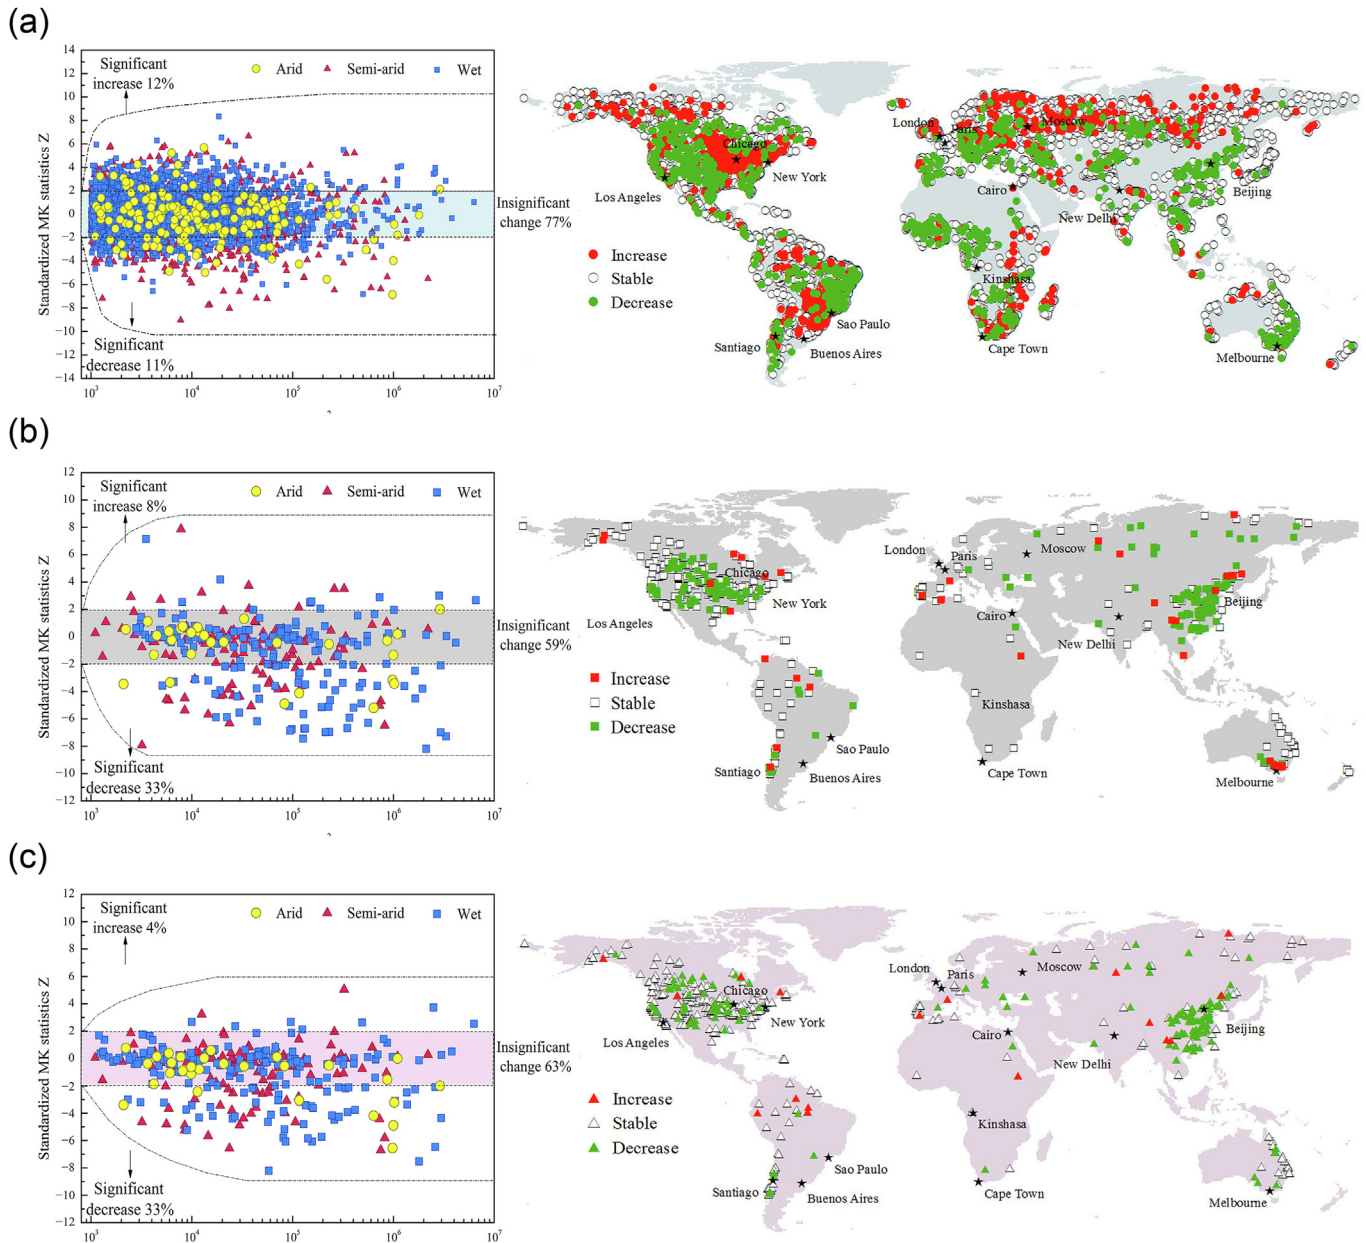 (a)
Significant
increase 12%
Arid Semi-arid Wet
Standardized MK statistics Z
14
12
10
8
6
4
2
0
−2
−4
−6
−8
−10
−12
−14
Insignificant
change 77%
Significant
decrease 11%
10³ 10⁴ 10⁵ 10⁶ 10⁷
London
Paris
Moscow
Chicago
New York
Los Angeles
Cairo
New Delhi
Beijing
Increase
Stable
Decrease
Kinshasa
Sao Paulo
Santiago
Buenos Aires
Cape Town
Melbourne
(b)
Significant
increase 8%
Arid Semi-arid Wet
Standardized MK statistics Z
12
10
8
6
4
2
0
−2
−4
−6
−8
−10
−12
Insignificant
change 59%
Significant
decrease 33%
10³ 10⁴ 10⁵ 10⁶ 10⁷
London
Paris
Moscow
Chicago
New York
Los Angeles
Cairo
New Delhi
Beijing
Increase
Stable
Decrease
Kinshasa
Sao Paulo
Santiago
Buenos Aires
Cape Town
Melbourne
(c)
Significant
increase 4%
Arid Semi-arid Wet
Standardized MK statistics Z
12
10
8
6
4
2
0
−2
−4
−6
−8
−10
−12
Insignificant
change 63%
Significant
decrease 33%
10³ 10⁴ 10⁵ 10⁶ 10⁷
London
Paris
Moscow
Chicago
New York
Los Angeles
Cairo
New Delhi
Beijing
Increase
Stable
Decrease
Kinshasa
Sao Paulo
Santiago
Buenos Aires
Cape Town
Melbourne